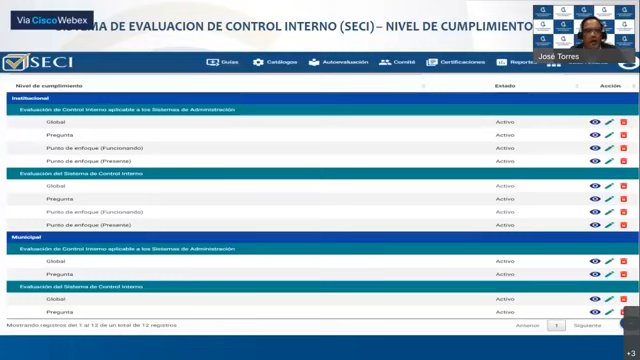 Via CiscoWebex
SISTEMA DE EVALUACION DE CONTROL INTERNO (SECI) – NIVEL DE CUMPLIMIENTO
José Torres
SECI
Guías
Catálogos
Autoevaluación
Comité
Certificaciones
Nivel de cumplimiento
Estado
Acción
Institucional
Evaluación de Control Interno aplicable a los Sistemas de Administración
Global Activo
Pregunta Activo
Punto de enfoque (Funcionando) Activo
Punto de enfoque (Presente) Activo
Evaluación del Sistema de Control Interno
Global Activo
Pregunta Activo
Punto de enfoque (Funcionando) Activo
Punto de enfoque (Presente) Activo
Municipal
Evaluación de Control Interno aplicable a los Sistemas de Administración
Global Activo
Pregunta Activo
Evaluación del Sistema de Control Interno
Global Activo
Pregunta Activo
Mostrando registros del 1 al 12 de un total de 12 registros
Anterior 1 Siguiente
+3